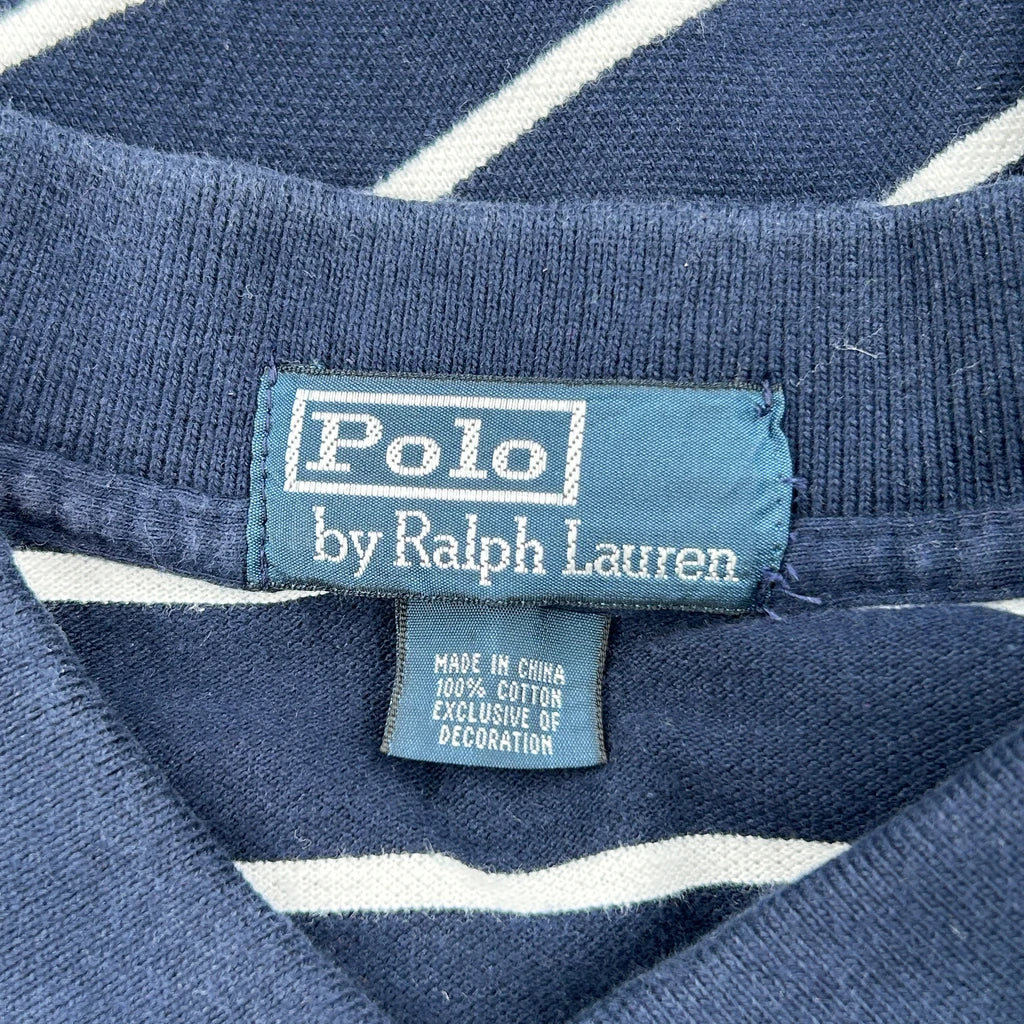 Polo
by Ralph Lauren
MADE IN CHINA
100% COTTON
EXCLUSIVE OF
DECORATION